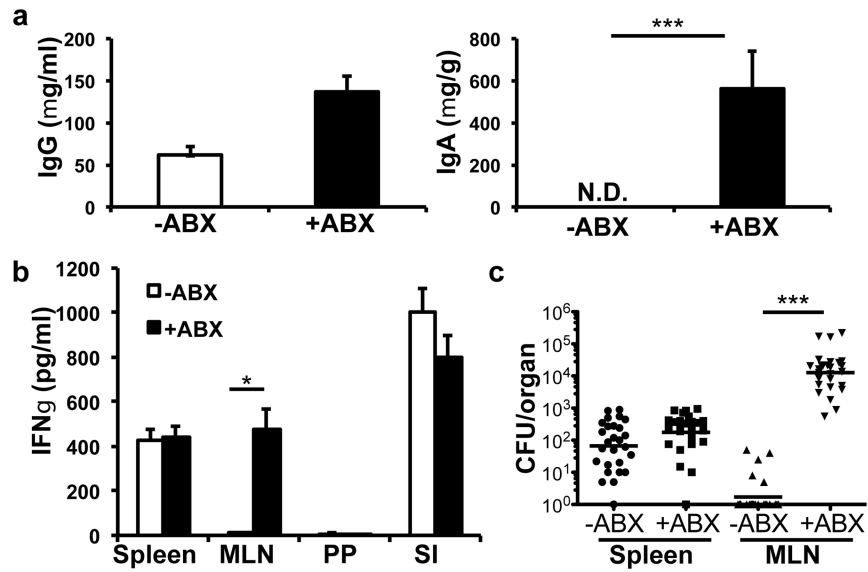 a
IgG (mg/ml)
200
150
100
50
0
-ABX +ABX
IgA (mg/g)
800
600
400
200
0
***
N.D.
-ABX +ABX
b
IFNg (pg/ml)
1200
1000
800
600
400
200
0
-ABX
+ABX
*
Spleen MLN PP SI
c
CFU/organ
10^6
10^5
10^4
10^3
10^2
10^1
10^0
***
-ABX +ABX -ABX +ABX
Spleen MLN